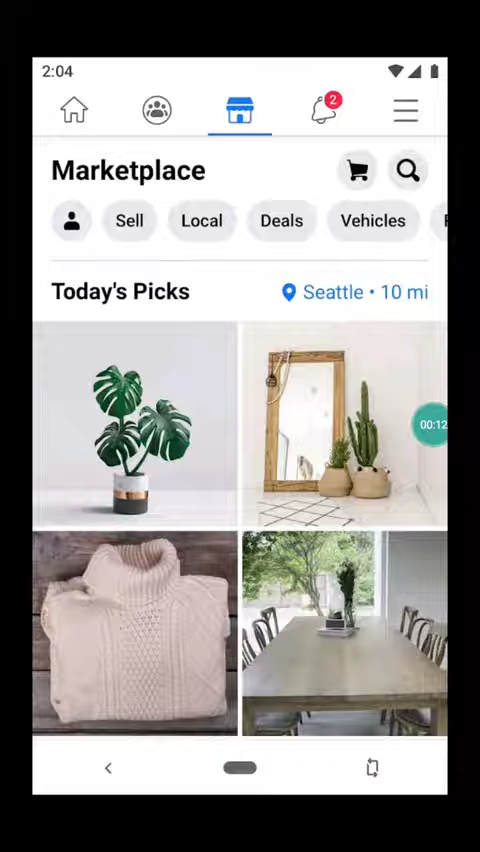 2:04
2
Marketplace
Sell Local Deals Vehicles
Today's Picks Seattle • 10 mi
00:12